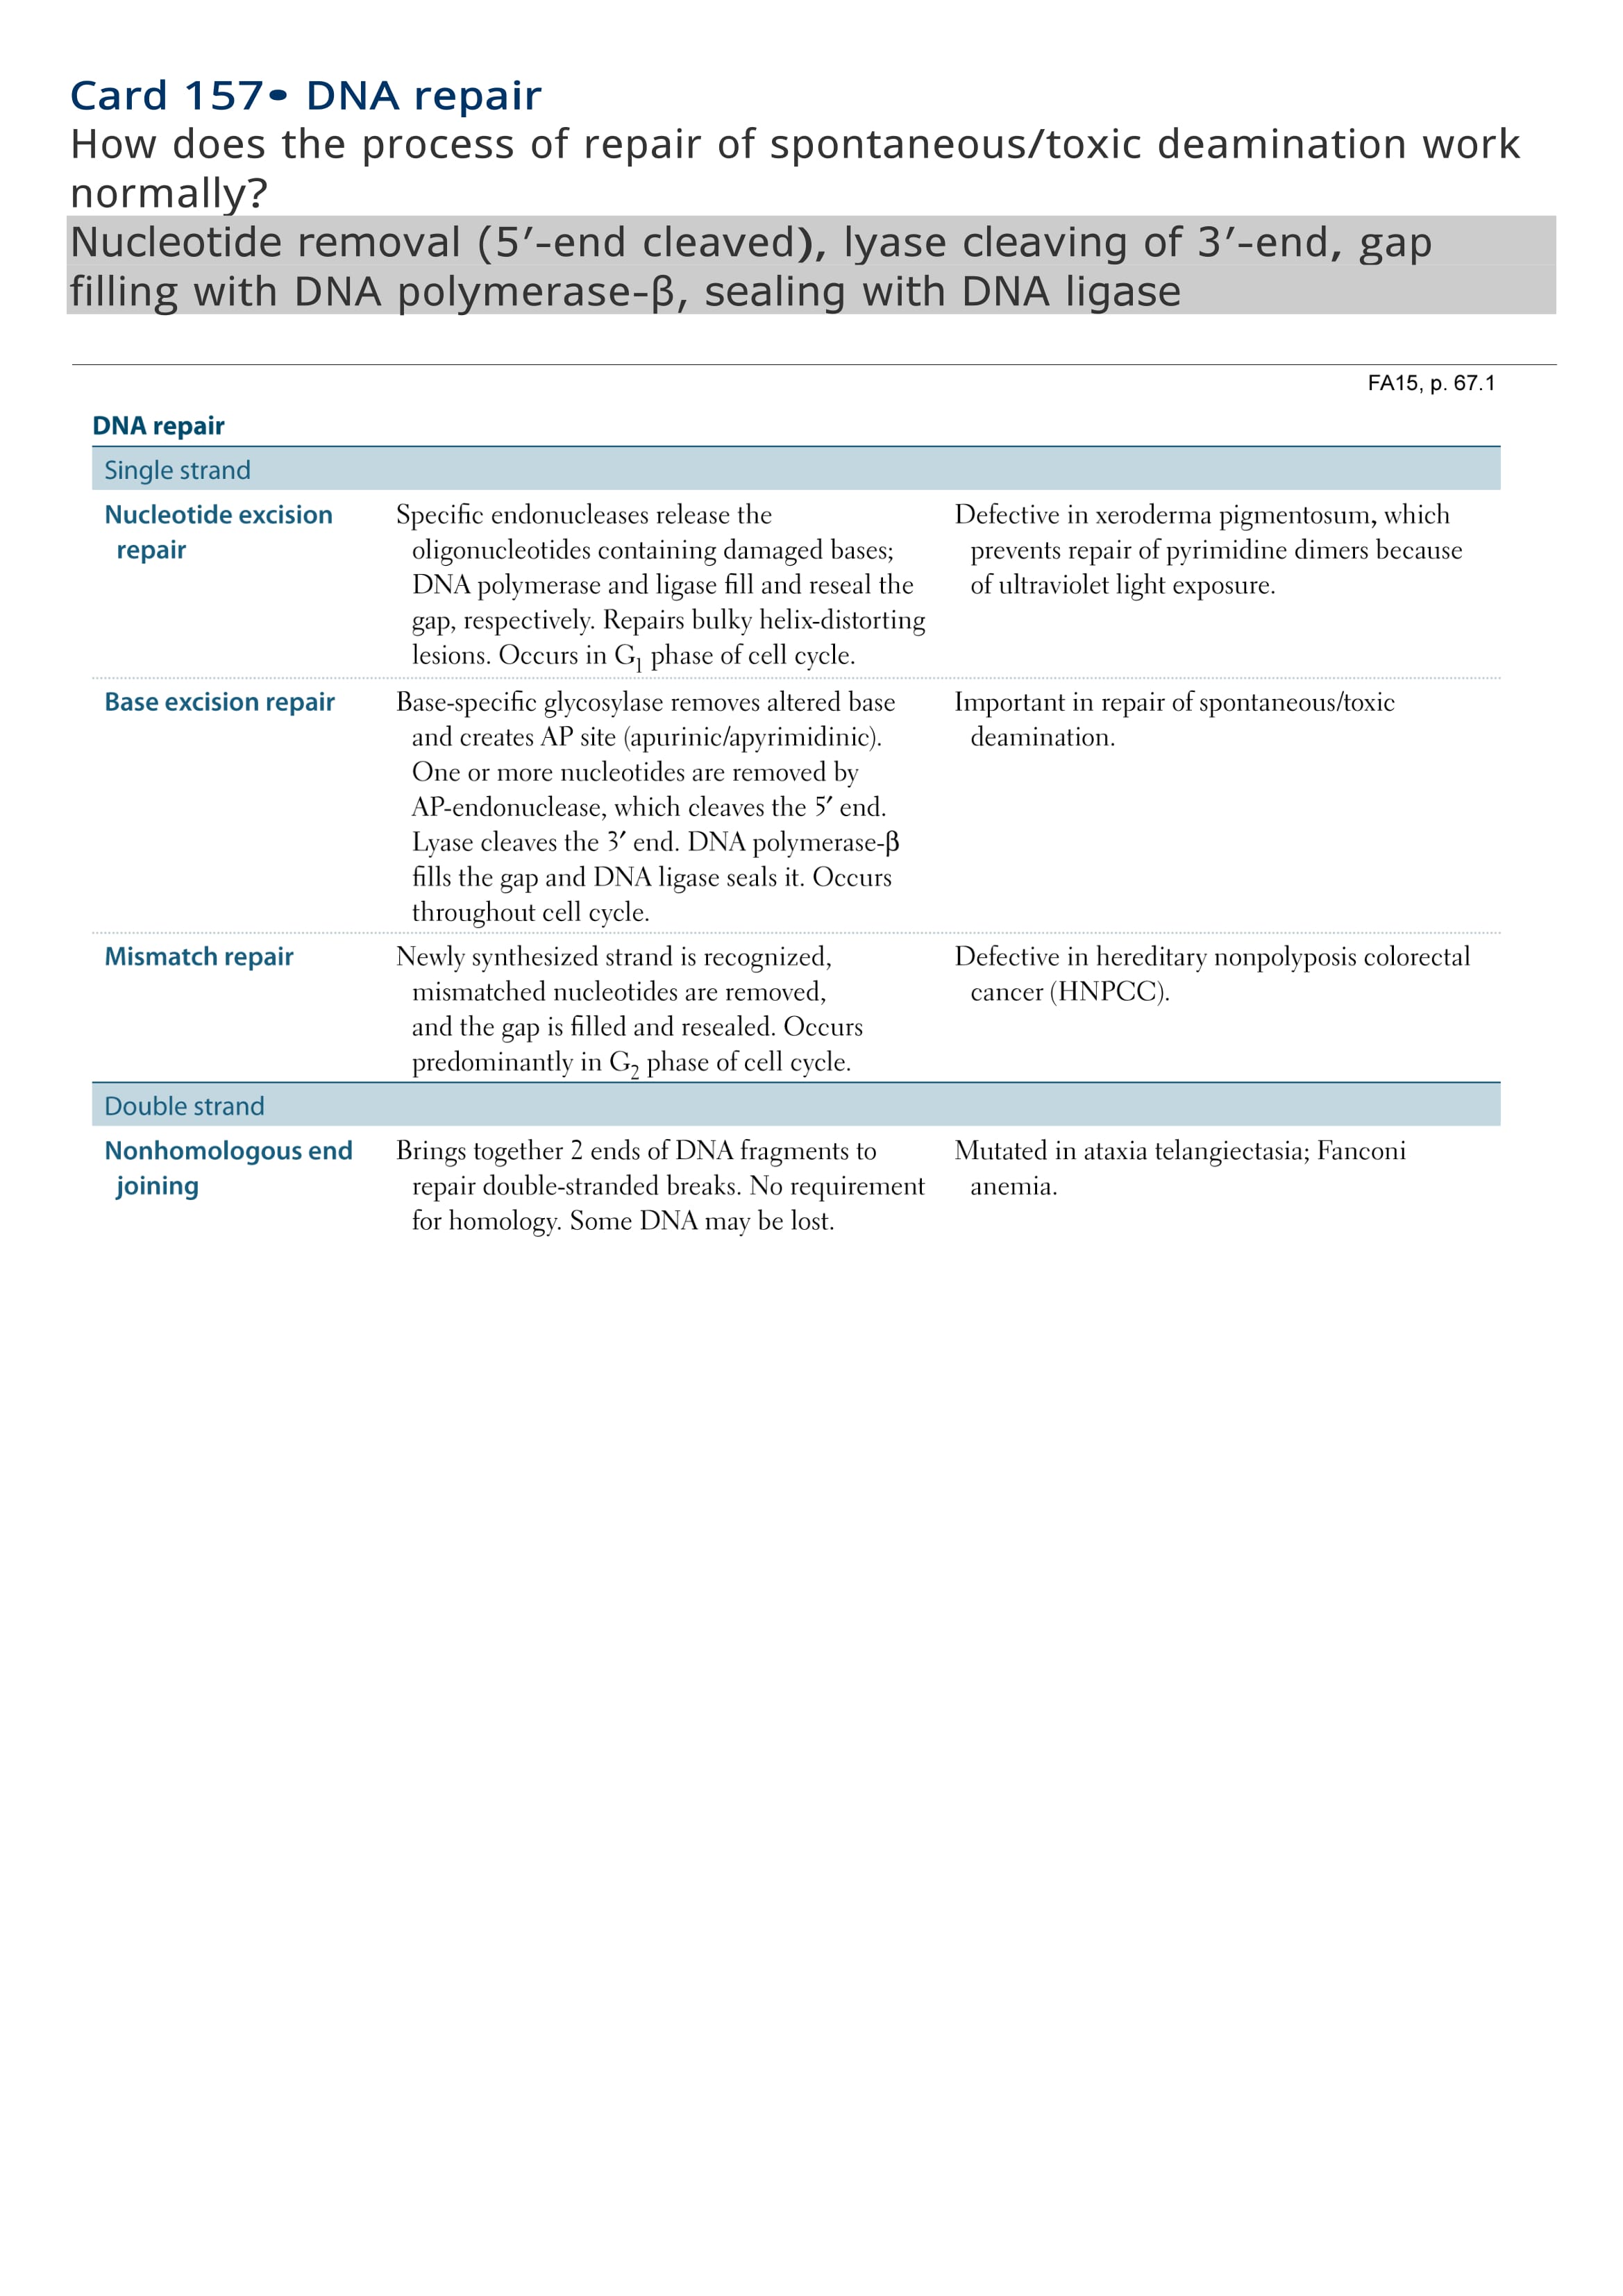 Card 157• DNA repair
How does the process of repair of spontaneous/toxic deamination work
normally?
Nucleotide removal (5′-end cleaved), lyase cleaving of 3′-end, gap
filling with DNA polymerase-β, sealing with DNA ligase
FA15, p. 67.1
DNA repair
Single strand
Nucleotide excision
repair
Specific endonucleases release the
oligonucleotides containing damaged bases;
DNA polymerase and ligase fill and reseal the
gap, respectively. Repairs bulky helix-distorting
lesions. Occurs in G₁ phase of cell cycle.
Defective in xeroderma pigmentosum, which
prevents repair of pyrimidine dimers because
of ultraviolet light exposure.
Base excision repair
Base-specific glycosylase removes altered base
and creates AP site (apurinic/apyrimidinic).
One or more nucleotides are removed by
AP-endonuclease, which cleaves the 5′ end.
Lyase cleaves the 3′ end. DNA polymerase-β
fills the gap and DNA ligase seals it. Occurs
throughout cell cycle.
Important in repair of spontaneous/toxic
deamination.
Mismatch repair
Newly synthesized strand is recognized,
mismatched nucleotides are removed,
and the gap is filled and resealed. Occurs
predominantly in G₂ phase of cell cycle.
Defective in hereditary nonpolyposis colorectal
cancer (HNPCC).
Double strand
Nonhomologous end
joining
Brings together 2 ends of DNA fragments to
repair double-stranded breaks. No requirement
for homology. Some DNA may be lost.
Mutated in ataxia telangiectasia; Fanconi
anemia.